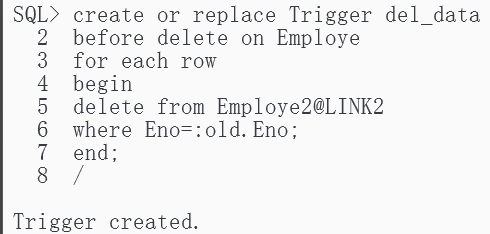 SQL> create or replace Trigger del_data
2 before delete on Employe
3 for each row
4 begin
5 delete from Employe2@LINK2
6 where Eno=:old.Eno;
7 end;
8 /
Trigger created.